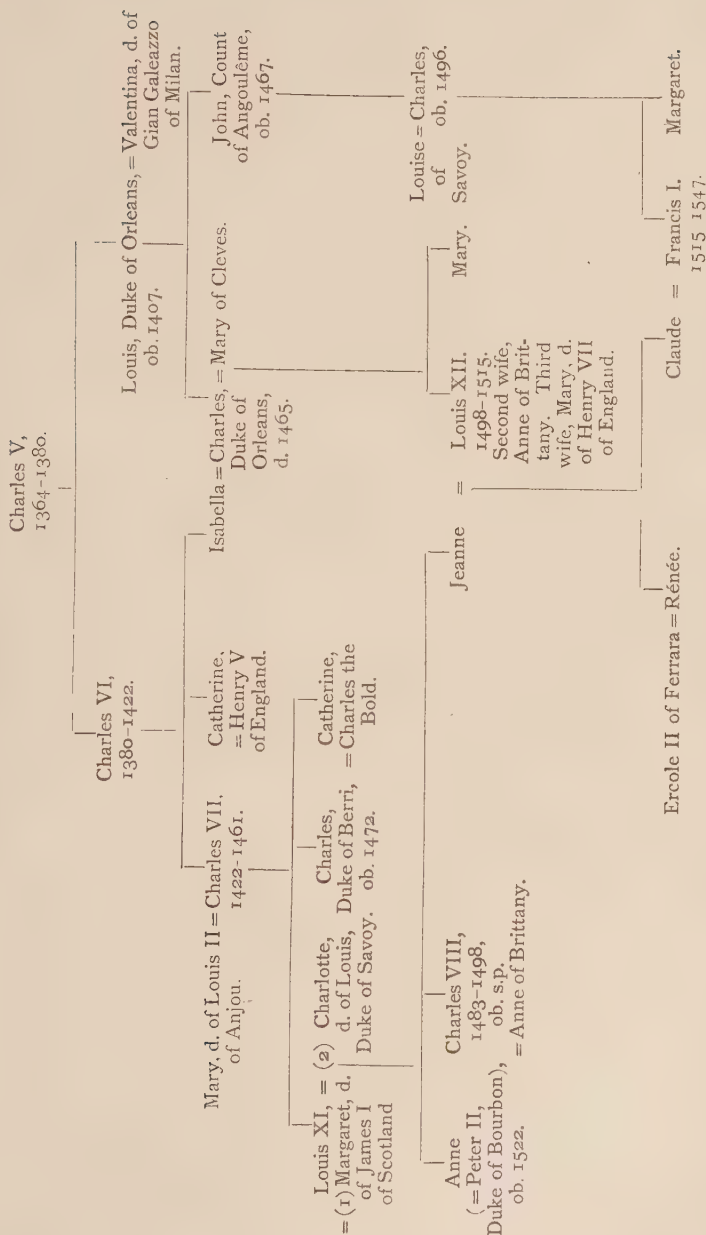 Charles V,
1364-1380.
Charles VI,
1380-1422.
Louis, Duke of Orleans, = Valentina, d. of
ob. 1407.
Gian Galeazzo
of Milan.
Mary, d. of Louis II = Charles VII,
of Anjou.
1422-1461.
Catherine,
= Henry V
of England.
Isabella = Charles, = Mary of Cleves.
Duke of
Orleans,
d. 1465.
John, Count
of Angoulême,
ob. 1467.
Louis XI, = (2) Charlotte,
= (1) Margaret, d.
of James I
of Scotland
d. of Louis,
Duke of Savoy.
Charles,
Duke of Berri,
ob. 1472.
Catherine,
= Charles the
Bold.
Louise = Charles,
of
Savoy.
ob. 1496.
Anne
(= Peter II,
Duke of Bourbon),
ob. 1522.
Charles VIII,
1483-1498,
ob. s.p.
= Anne of Brittany.
Jeanne = Louis XII.
1498-1515.
Second wife,
Anne of Brit-
tany. Third
wife, Mary, d.
of Henry VII
of England.
Mary.
Ercole II of Ferrara = Rénée.
Claude = Francis I.
1515 1547.
Margaret.